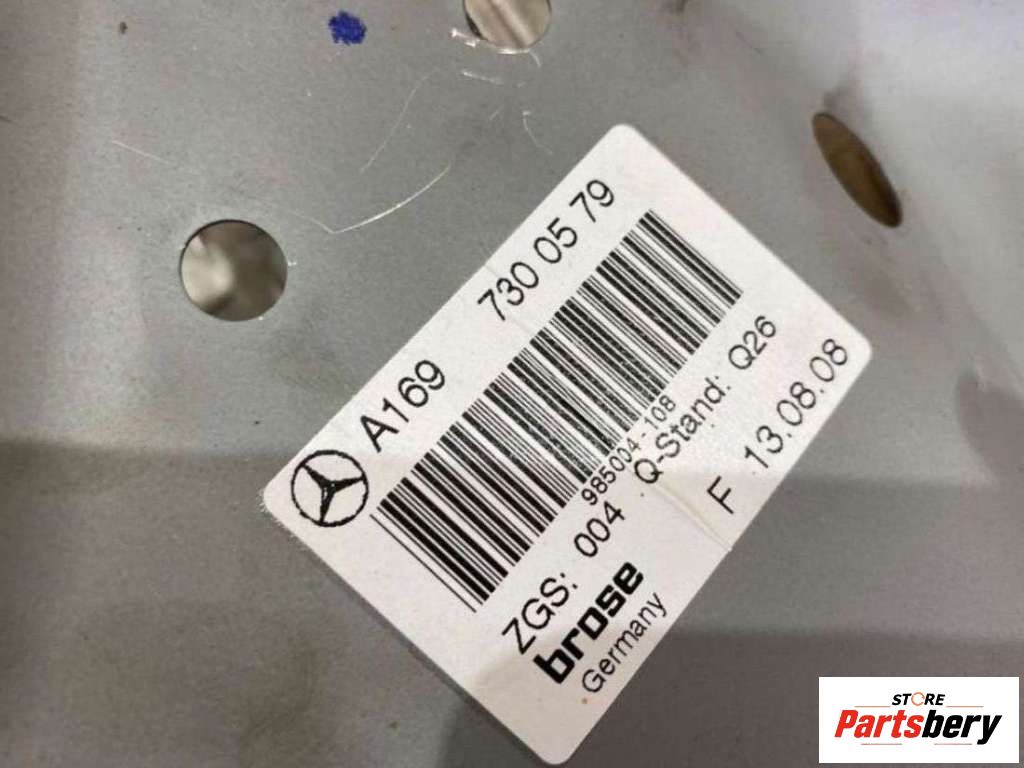 A169 730 05 79
985004-108
ZGS: 004 Q-Stand: Q26
brose
Germany
F 13.08.08
STORE
Partsbery